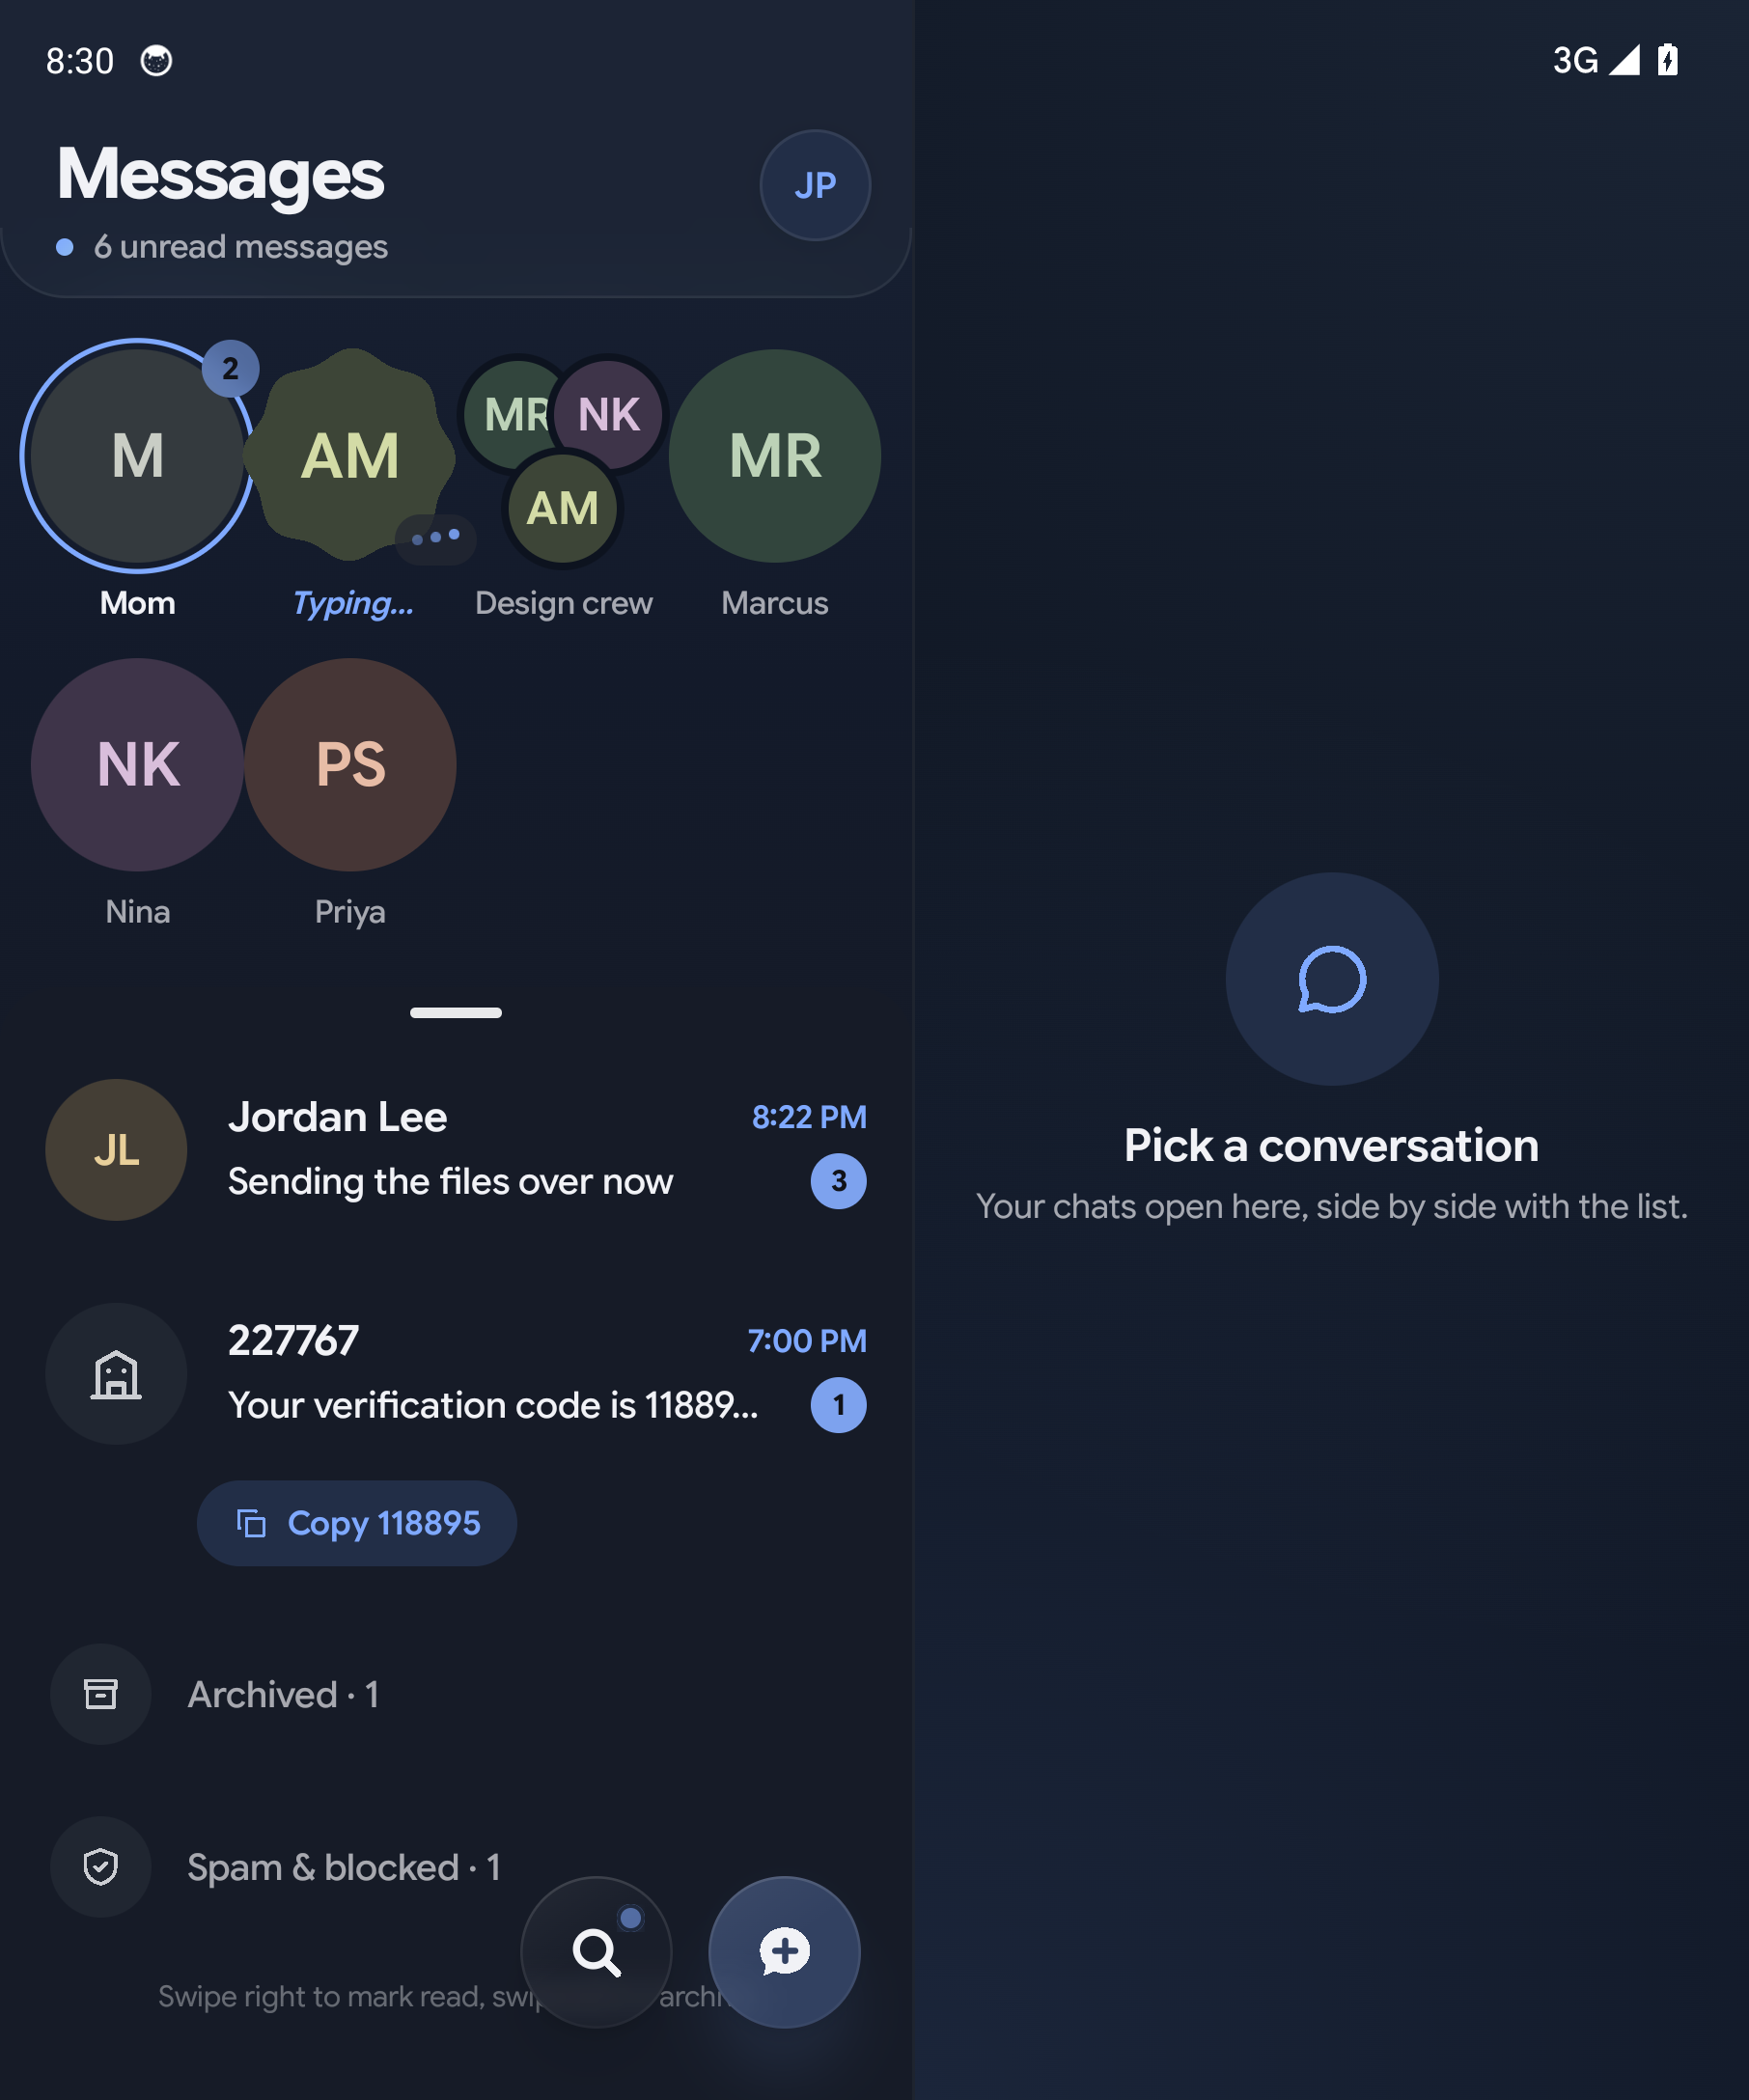 8:30
3G
Messages
JP
6 unread messages
M
2
AM
MR
NK
AM
MR
Mom
Typing...
Design crew
Marcus
NK
PS
Nina
Priya
JL
Jordan Lee
8:22 PM
Sending the files over now
3
227767
7:00 PM
Your verification code is 11889...
1
Copy 118895
Archived · 1
Spam & blocked · 1
Swipe right to mark read,
Pick a conversation
Your chats open here, side by side with the list.